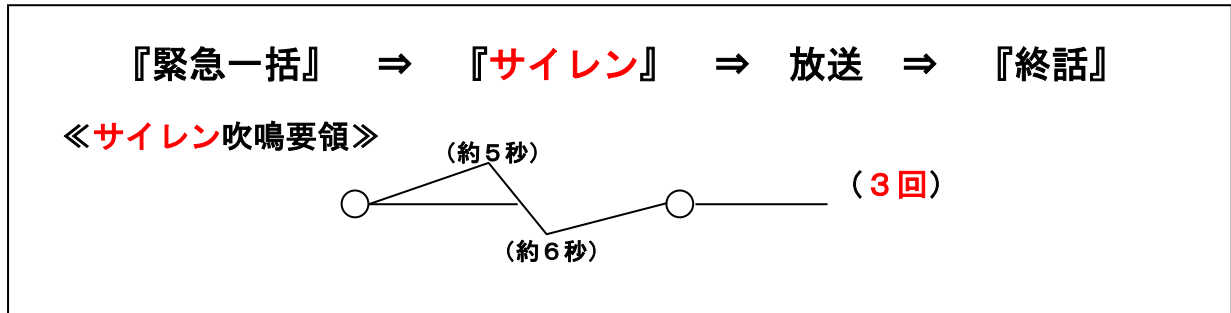 『緊急一括』 ⇒ 『サイレン』 ⇒ 放送 ⇒ 『終話』
≪サイレン吹鳴要領≫
（約５秒）
（３回）
（約６秒）